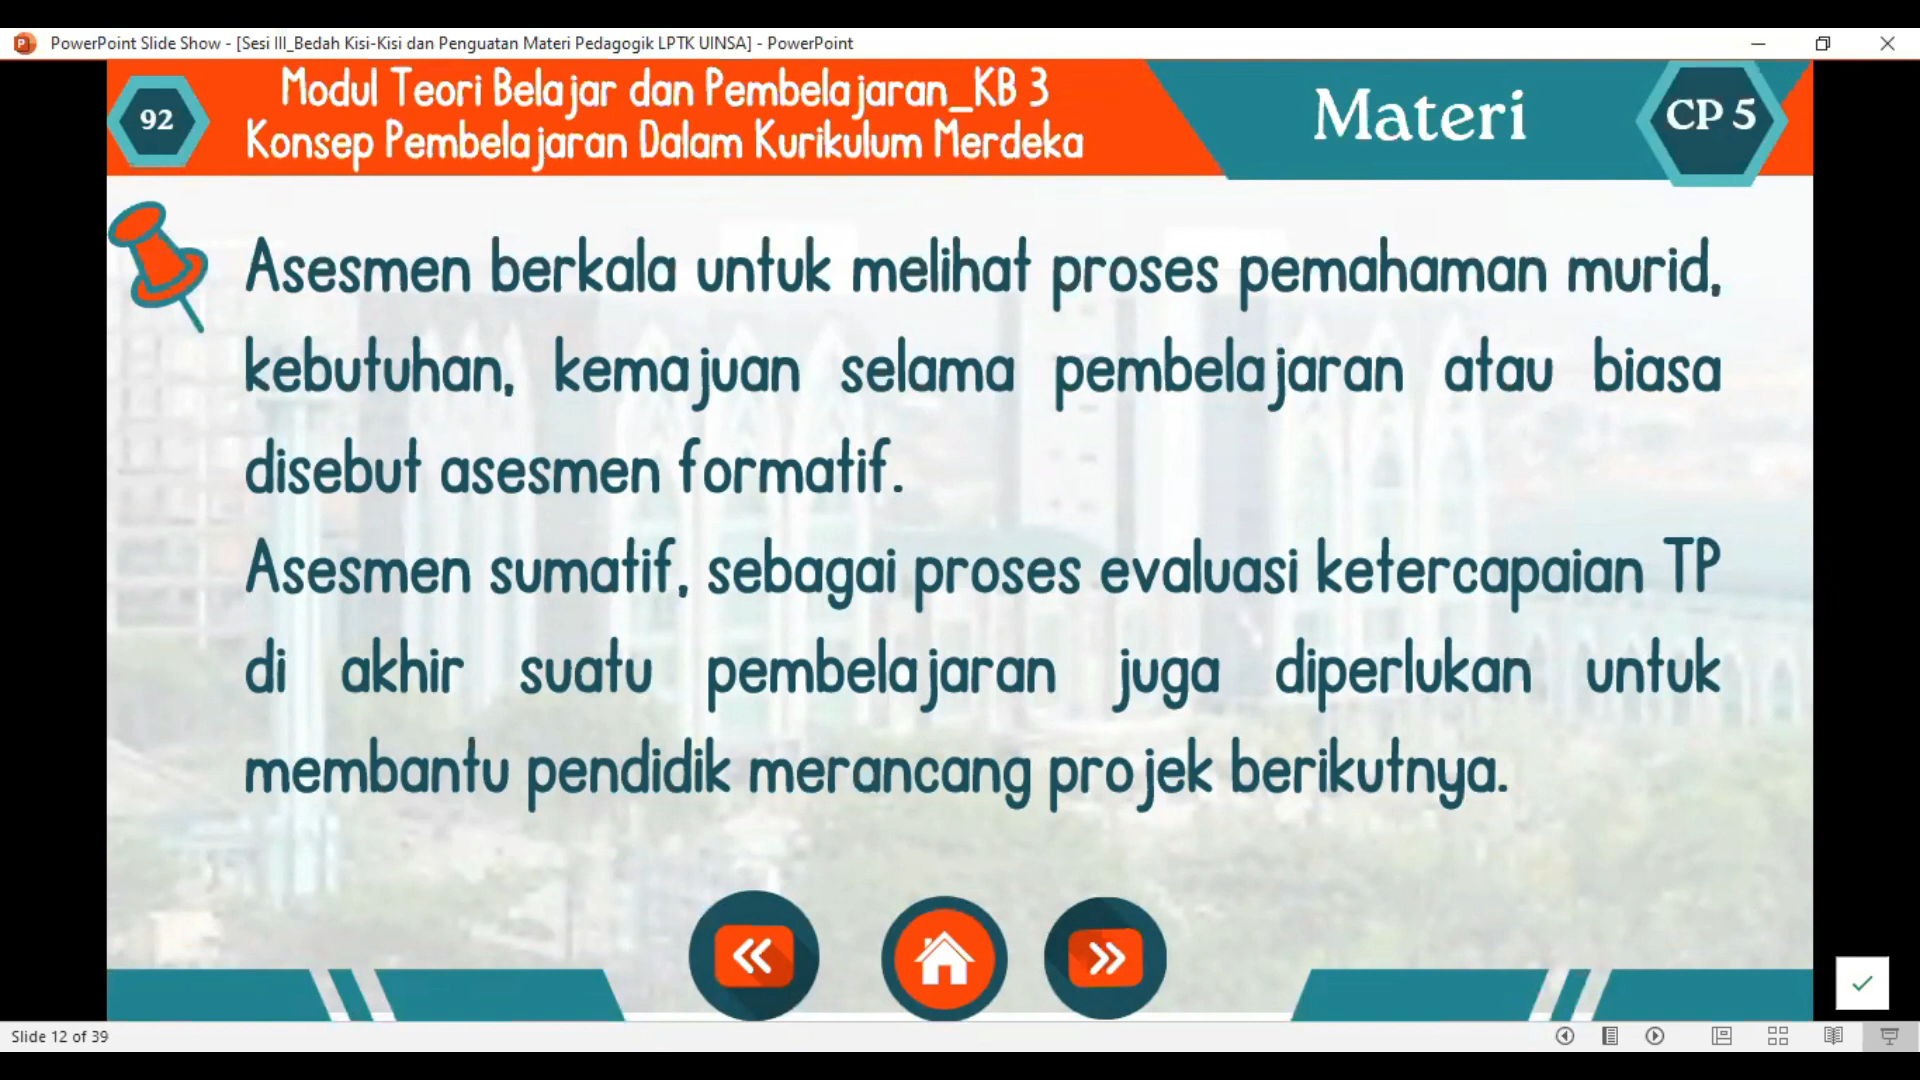 PowerPoint Slide Show - [Sesi III_Bedah Kisi-Kisi dan Penguatan Materi Pedagogik LPTK UINSA] - PowerPoint
92
Modul Teori Belajar dan Pembelajaran_KB 3
Konsep Pembelajaran Dalam Kurikulum Merdeka
Materi
CP 5
Asesmen berkala untuk melihat proses pemahaman murid,
kebutuhan, kemajuan selama pembelajaran atau biasa
disebut asesmen formatif.
Asesmen sumatif, sebagai proses evaluasi ketercapaian TP
di akhir suatu pembelajaran juga diperlukan untuk
membantu pendidik merancang projek berikutnya.
Slide 12 of 39